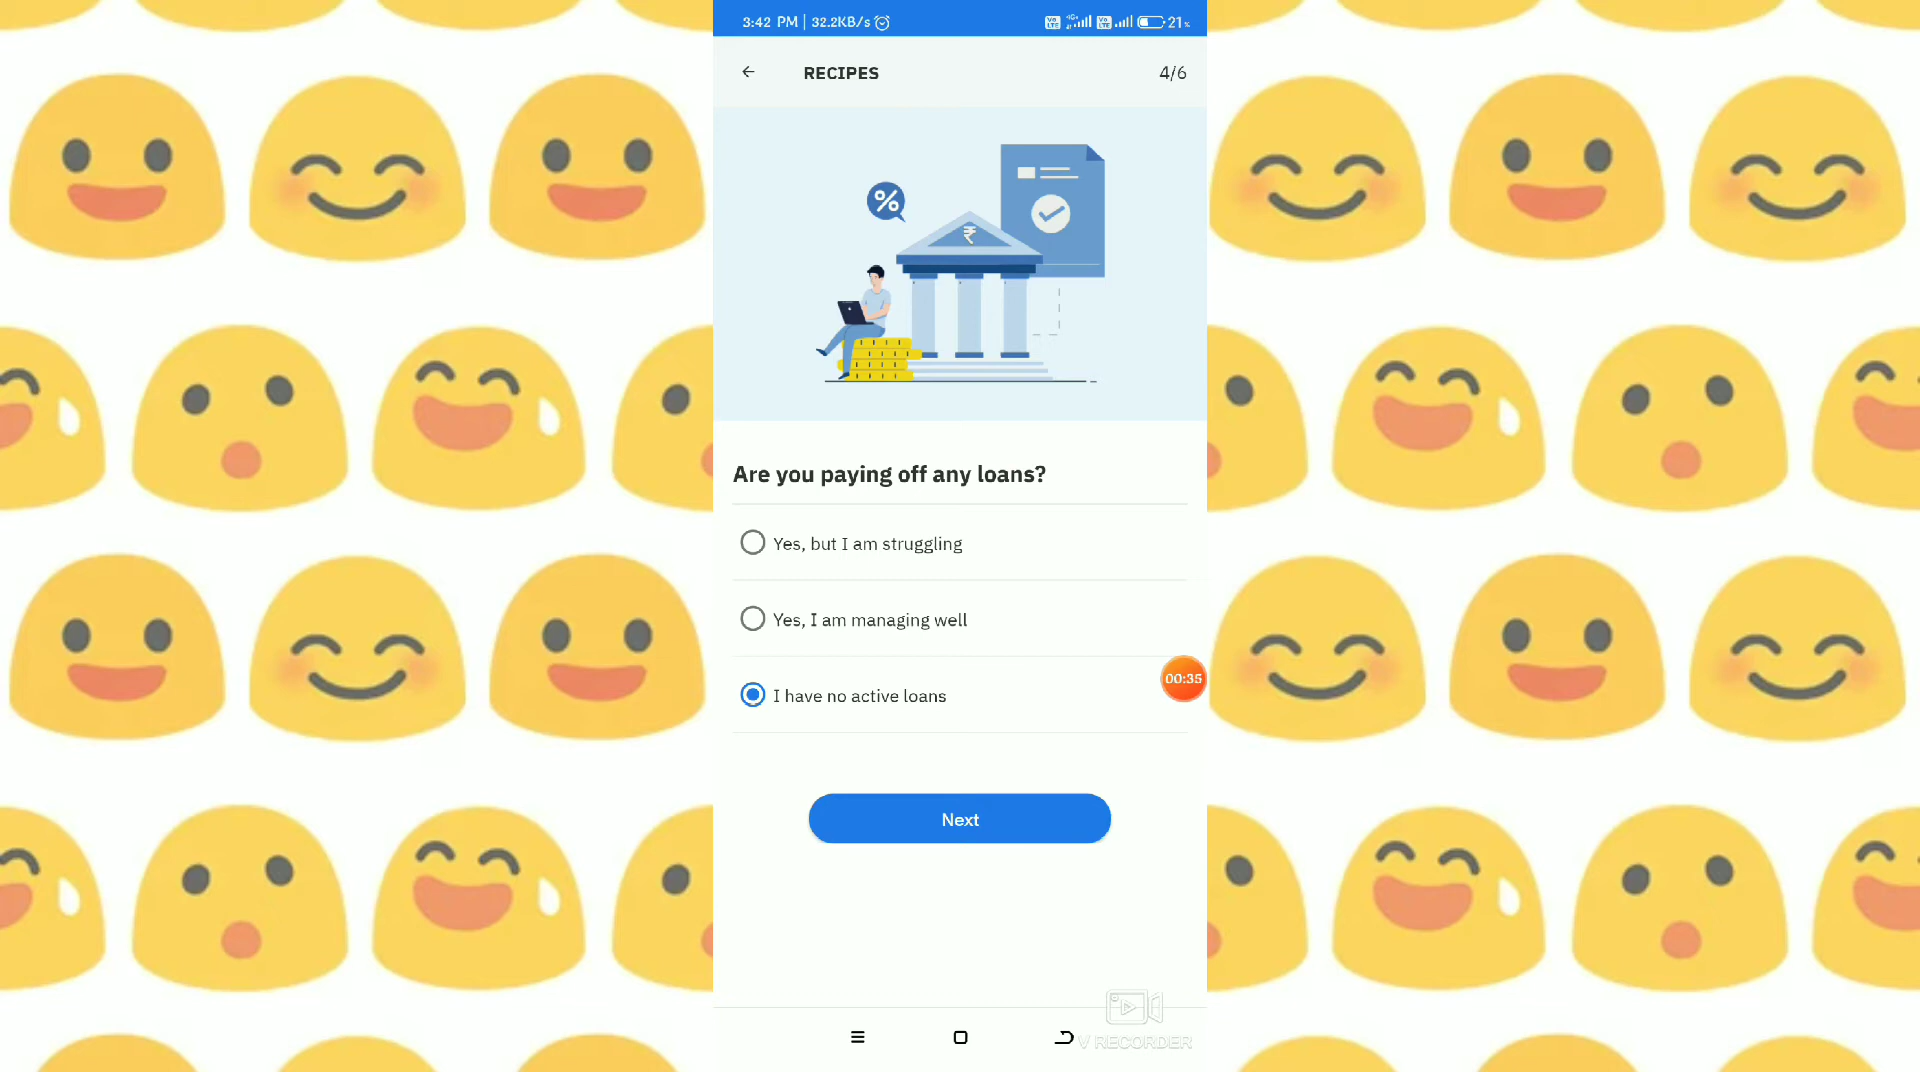 3:42 PM | 32.2KB/s 21%
RECIPES 4/6
%
₹
Are you paying off any loans?
Yes, but I am struggling
Yes, I am managing well
00:35
I have no active loans
Next
V RECORDER